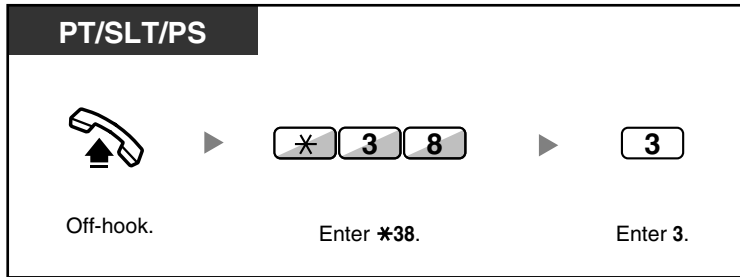 PT/SLT/PS
✳ 3 8 3
Off-hook. Enter ✳38. Enter 3.